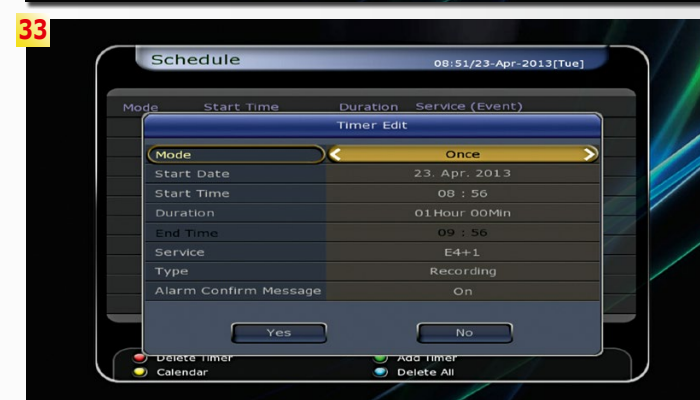 33
Schedule 08:51/23-Apr-2013[Tue]
Mode Start Time Duration Service (Event)
Timer Edit
Mode Once
Start Date 23. Apr. 2013
Start Time 08 : 56
Duration 01Hour 00Min
End Time 09 : 56
Service E4+1
Type Recording
Alarm Confirm Message On
Yes No
Delete Timer Add Timer
Calendar Delete All